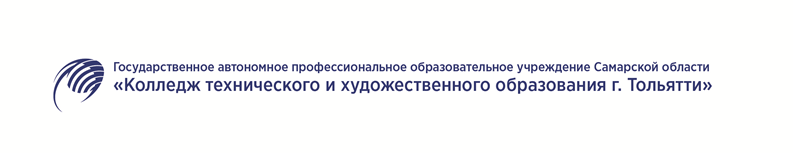 Государственное автономное профессиональное образовательное учреждение Самарской области
«Колледж технического и художественного образования г. Тольятти»